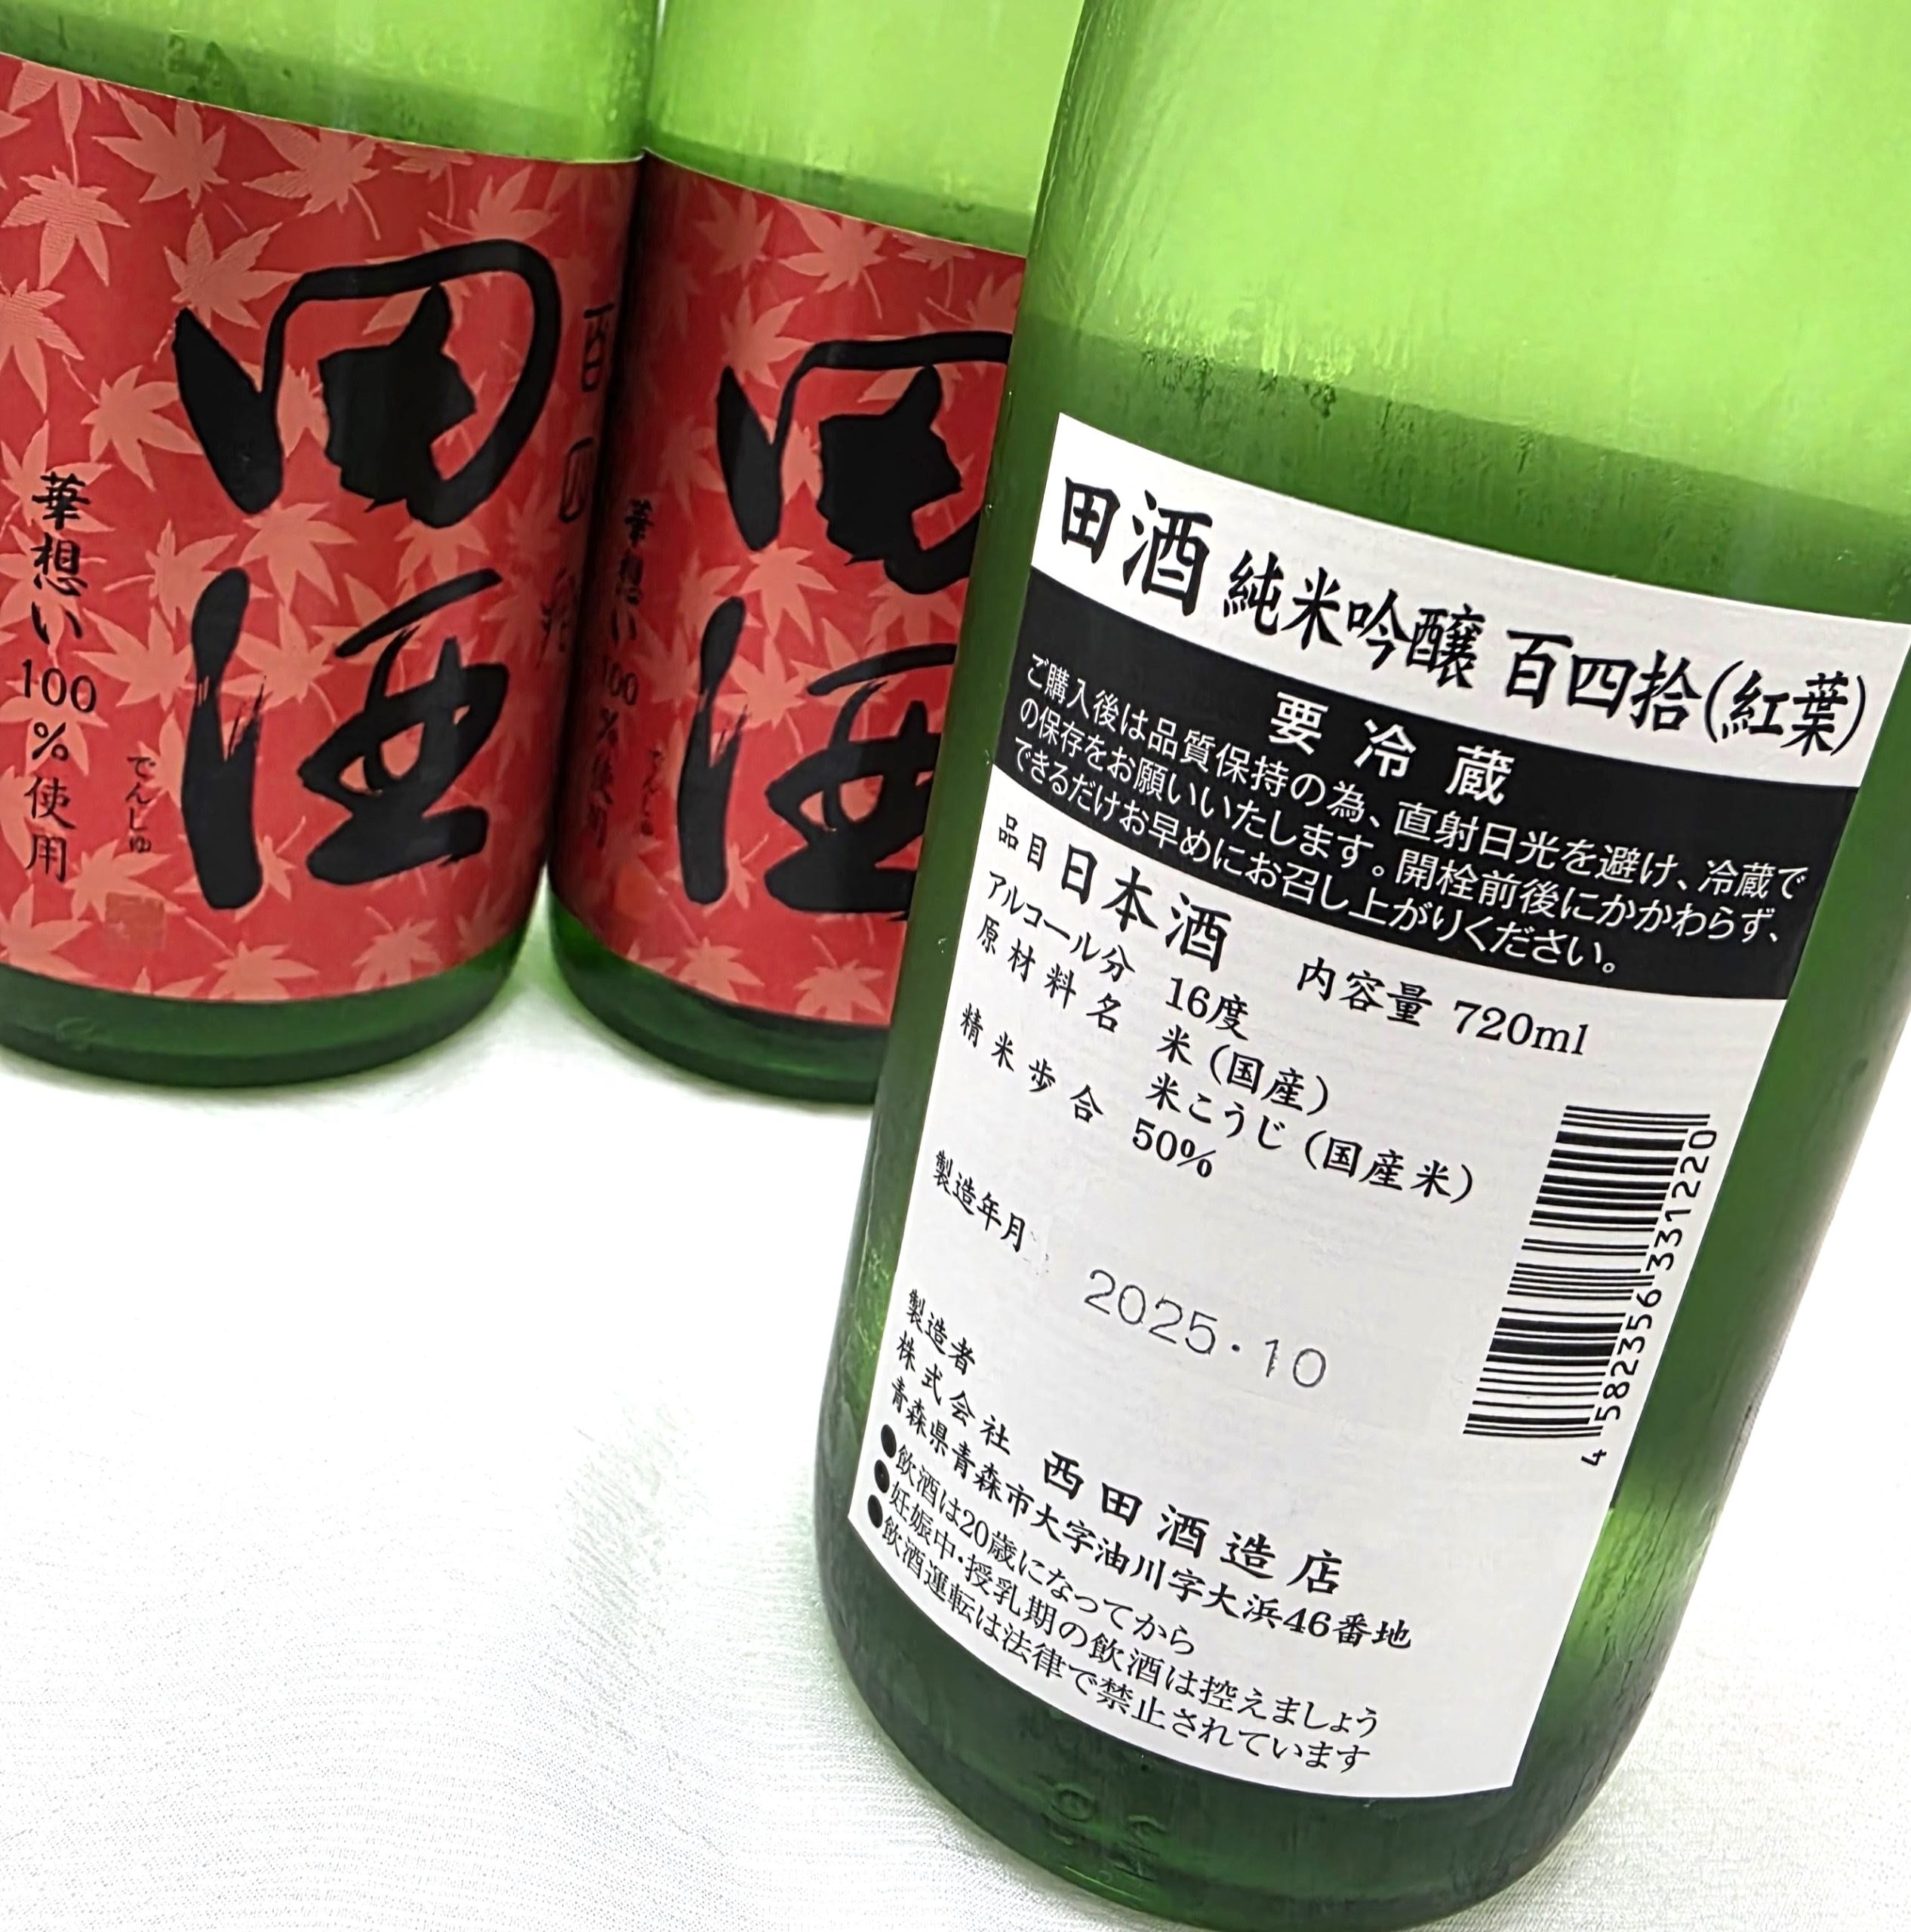 田酒
百四拾
華想い100%使用
でんしゅ
田酒
華想い100%使用
でんしゅ
田酒 純米吟醸 百四拾(紅葉)
要冷蔵
ご購入後は品質保持の為、直射日光を避け、冷蔵で
の保存をお願いいたします。開栓前後にかかわらず、
できるだけお早めにお召し上がりください。
品目 日本酒 内容量 720ml
アルコール分 16度
原材料名 米(国産)
米こうじ(国産米)
精米歩合 50%
製造年月
2025・10
製造者
株式会社 西田酒造店
青森県青森市大字油川字大浜46番地
●飲酒は20歳になってから
●妊娠中・授乳期の飲酒は控えましょう
●飲酒運転は法律で禁止されています
4 582356 331220